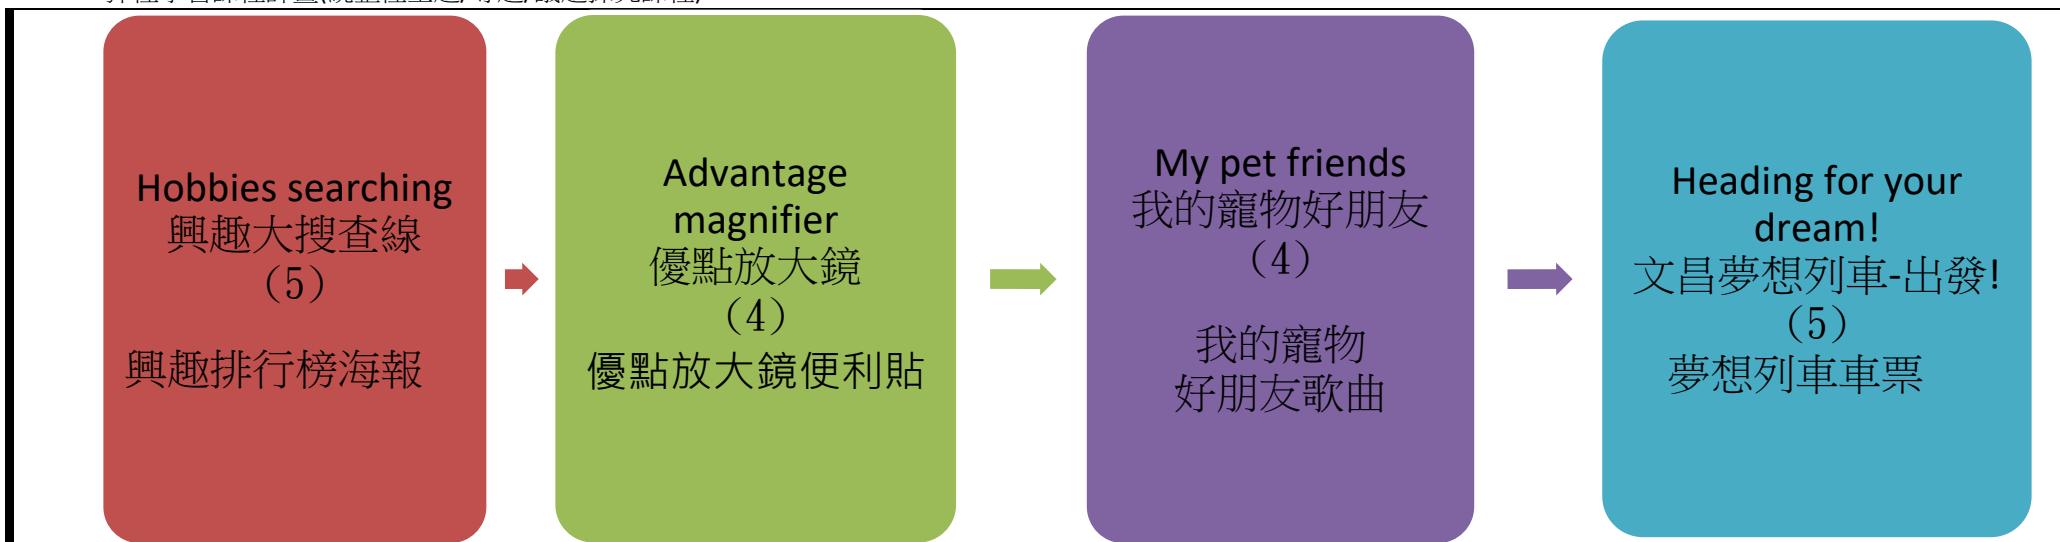 Hobbies searching
興趣大搜查線
（5）
興趣排行榜海報
Advantage
magnifier
優點放大鏡
（4）
優點放大鏡便利貼
My pet friends
我的寵物好朋友
（4）
我的寵物
好朋友歌曲
Heading for your
dream!
文昌夢想列車-出發!
（5）
夢想列車車票